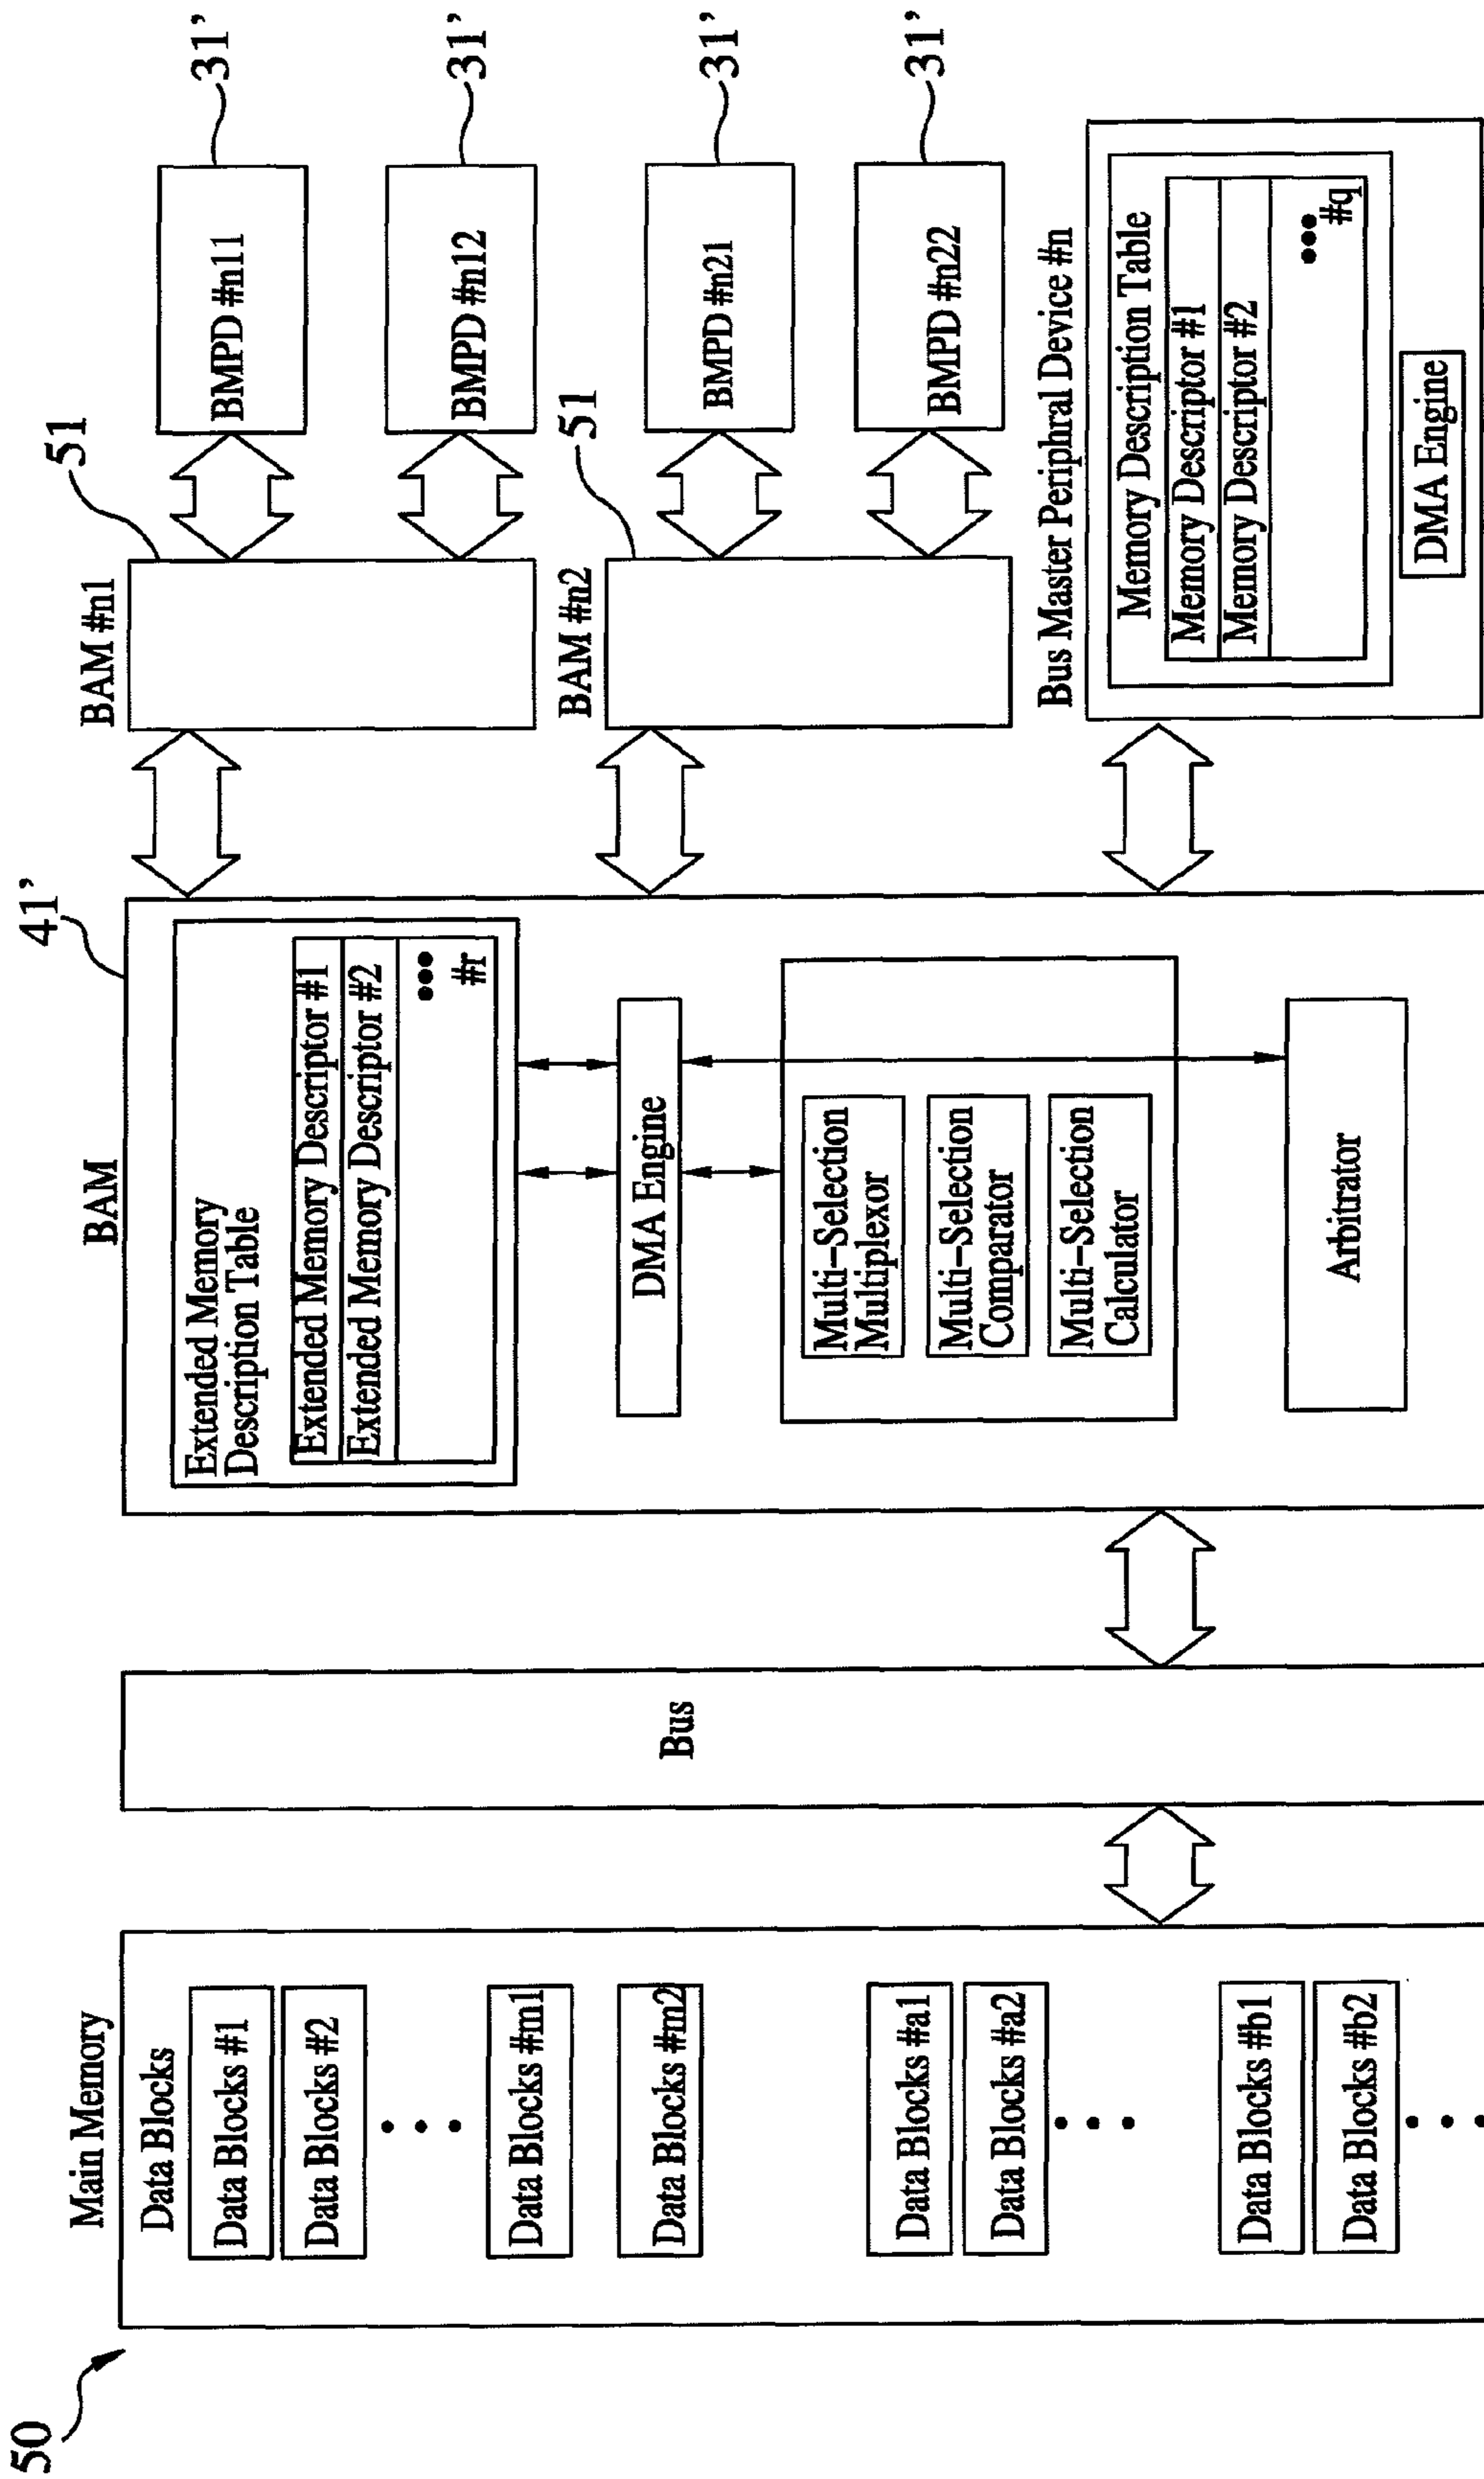 50
Main Memory
Data Blocks
Data Blocks #1
Data Blocks #2
• • •
Data Blocks #m1
Data Blocks #m2
Data Blocks #a1
Data Blocks #a2
• • •
Data Blocks #b1
Data Blocks #b2
• • •
Bus
BAM
41’
Extended Memory
Description Table
Extended Memory Descriptor #1
Extended Memory Descriptor #2
•••
#r
DMA Engine
Multi-Selection
Multiplexor
Multi-Selection
Comparator
Multi-Selection
Calculator
Arbitrator
BAM #n1
51
BAM #n2
51
BMPD #n11
31’
BMPD #n12
31’
BMPD #n21
31’
BMPD #n22
31’
Bus Master Periphral Device #n
Memory Description Table
Memory Descriptor #1
Memory Descriptor #2
•••
#q
DMA Engine